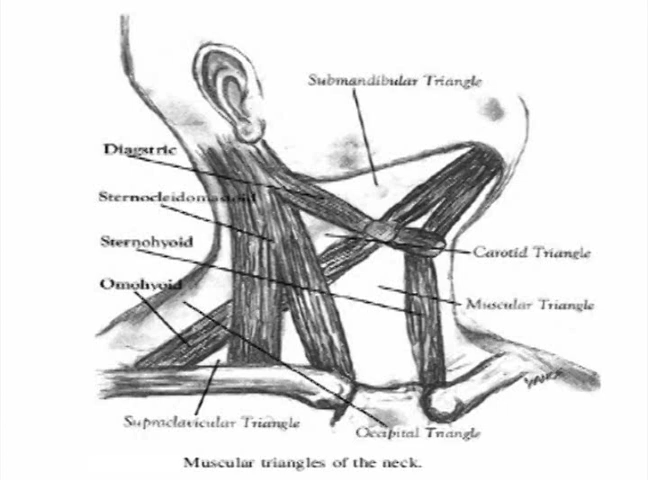 Submandibular Triangle
Diagstric
Sternocleidomastoid
Sternohyoid
Carotid Triangle
Omohyoid
Muscular Triangle
Supraclavicular Triangle
Occipital Triangle
Muscular triangles of the neck.